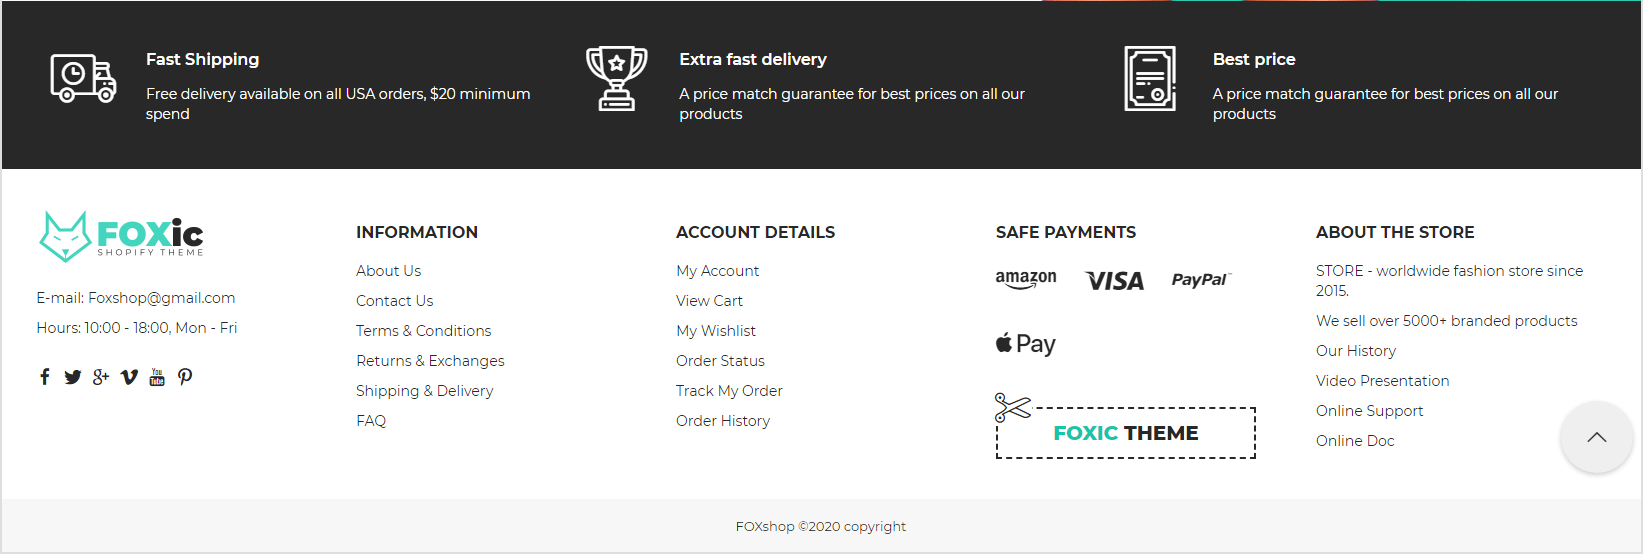 Fast Shipping
Free delivery available on all USA orders, $20 minimum
spend
Extra fast delivery
A price match guarantee for best prices on all our
products
Best price
A price match guarantee for best prices on all our
products
FOXic
SHOPIFY THEME
E-mail: Foxshop@gmail.com
Hours: 10:00 - 18:00, Mon - Fri
f g+ You Tube
INFORMATION
About Us
Contact Us
Terms & Conditions
Returns & Exchanges
Shipping & Delivery
FAQ
ACCOUNT DETAILS
My Account
View Cart
My Wishlist
Order Status
Track My Order
Order History
SAFE PAYMENTS
amazon VISA PayPal™
Pay
FOXIC THEME
ABOUT THE STORE
STORE - worldwide fashion store since
2015.
We sell over 5000+ branded products
Our History
Video Presentation
Online Support
Online Doc
FOXshop ©2020 copyright